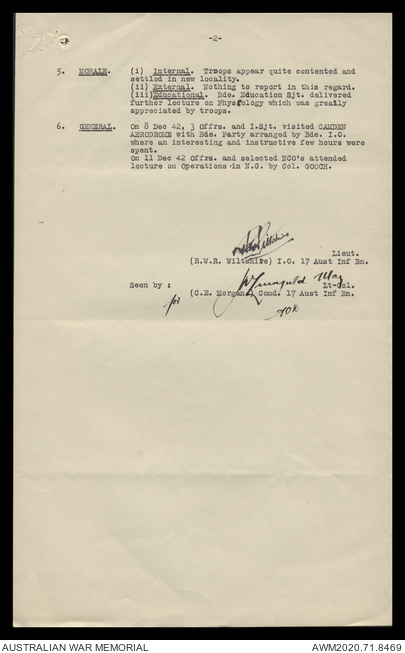 -2-
5. MORALE. (i) Internal. Troops appear quite contented and
settled in new locality.
(ii) External. Nothing to report in this regard.
(iii)Educational. Bde. Education Sjt. delivered
further lecture on Physiology which was greatly
appreciated by troops.
6. GENERAL. On 8 Dec 42, 3 Offrs. and I.Sjt. visited CAMDEN
AERODROME with Bde. Party arranged by Bde. I.O.
where an interesting and instructive few hours were
spent.
On 11 Dec 42 Offrs. and selected NCO's attended
lecture on Operations in N.G. by Col. GOOCH.
Lieut.
(R.W.R. Wiltshire) I.O. 17 Aust Inf Bn.
Maj
Seen by : Lt-Col.
for (C.E. Morgan) Comd. 17 Aust Inf Bn.
AUSTRALIAN WAR MEMORIAL AWM2020.71.8469